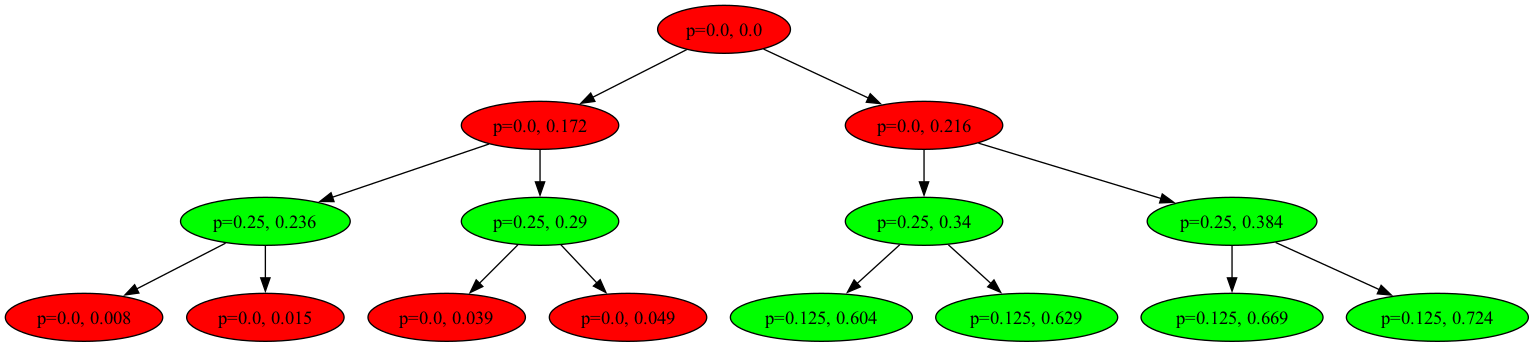 p=0.0, 0.0
p=0.0, 0.172
p=0.0, 0.216
p=0.25, 0.236
p=0.25, 0.29
p=0.25, 0.34
p=0.25, 0.384
p=0.0, 0.008
p=0.0, 0.015
p=0.0, 0.039
p=0.0, 0.049
p=0.125, 0.604
p=0.125, 0.629
p=0.125, 0.669
p=0.125, 0.724